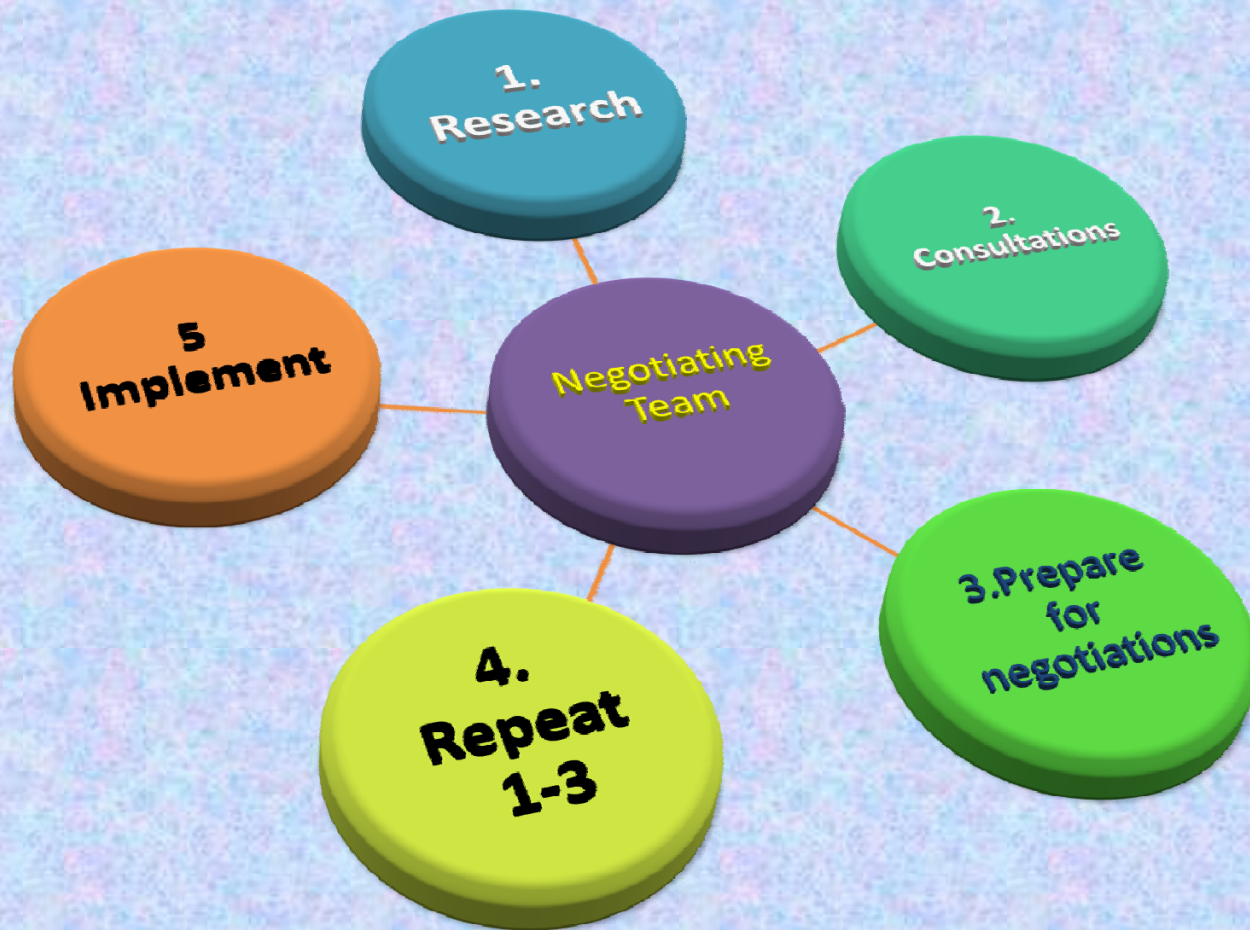 1.
Research
2.
Consultations
Negotiating
Team
5
Implement
3.Prepare
for
negotiations
4.
Repeat
1-3